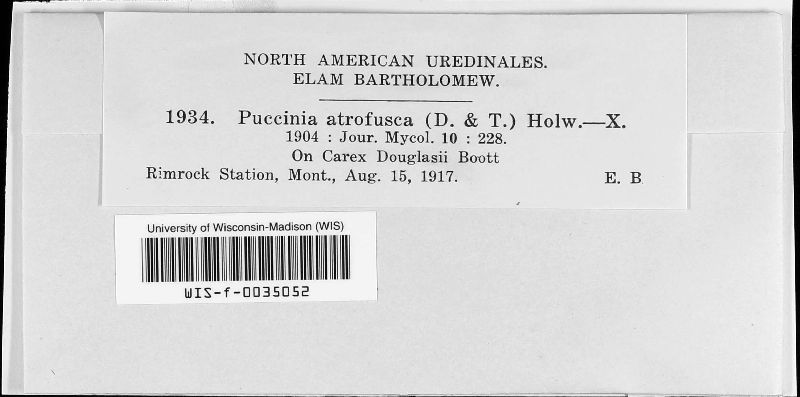 NORTH AMERICAN UREDINALES.
ELAM BARTHOLOMEW.
1934. Puccinia atrofusca (D. & T.) Holw.—X.
1904 : Jour. Mycol. 10 : 228.
On Carex Douglasii Boott
Rimrock Station, Mont., Aug. 15, 1917. E. B
University of Wisconsin-Madison (WIS)
WIS-f-0035052